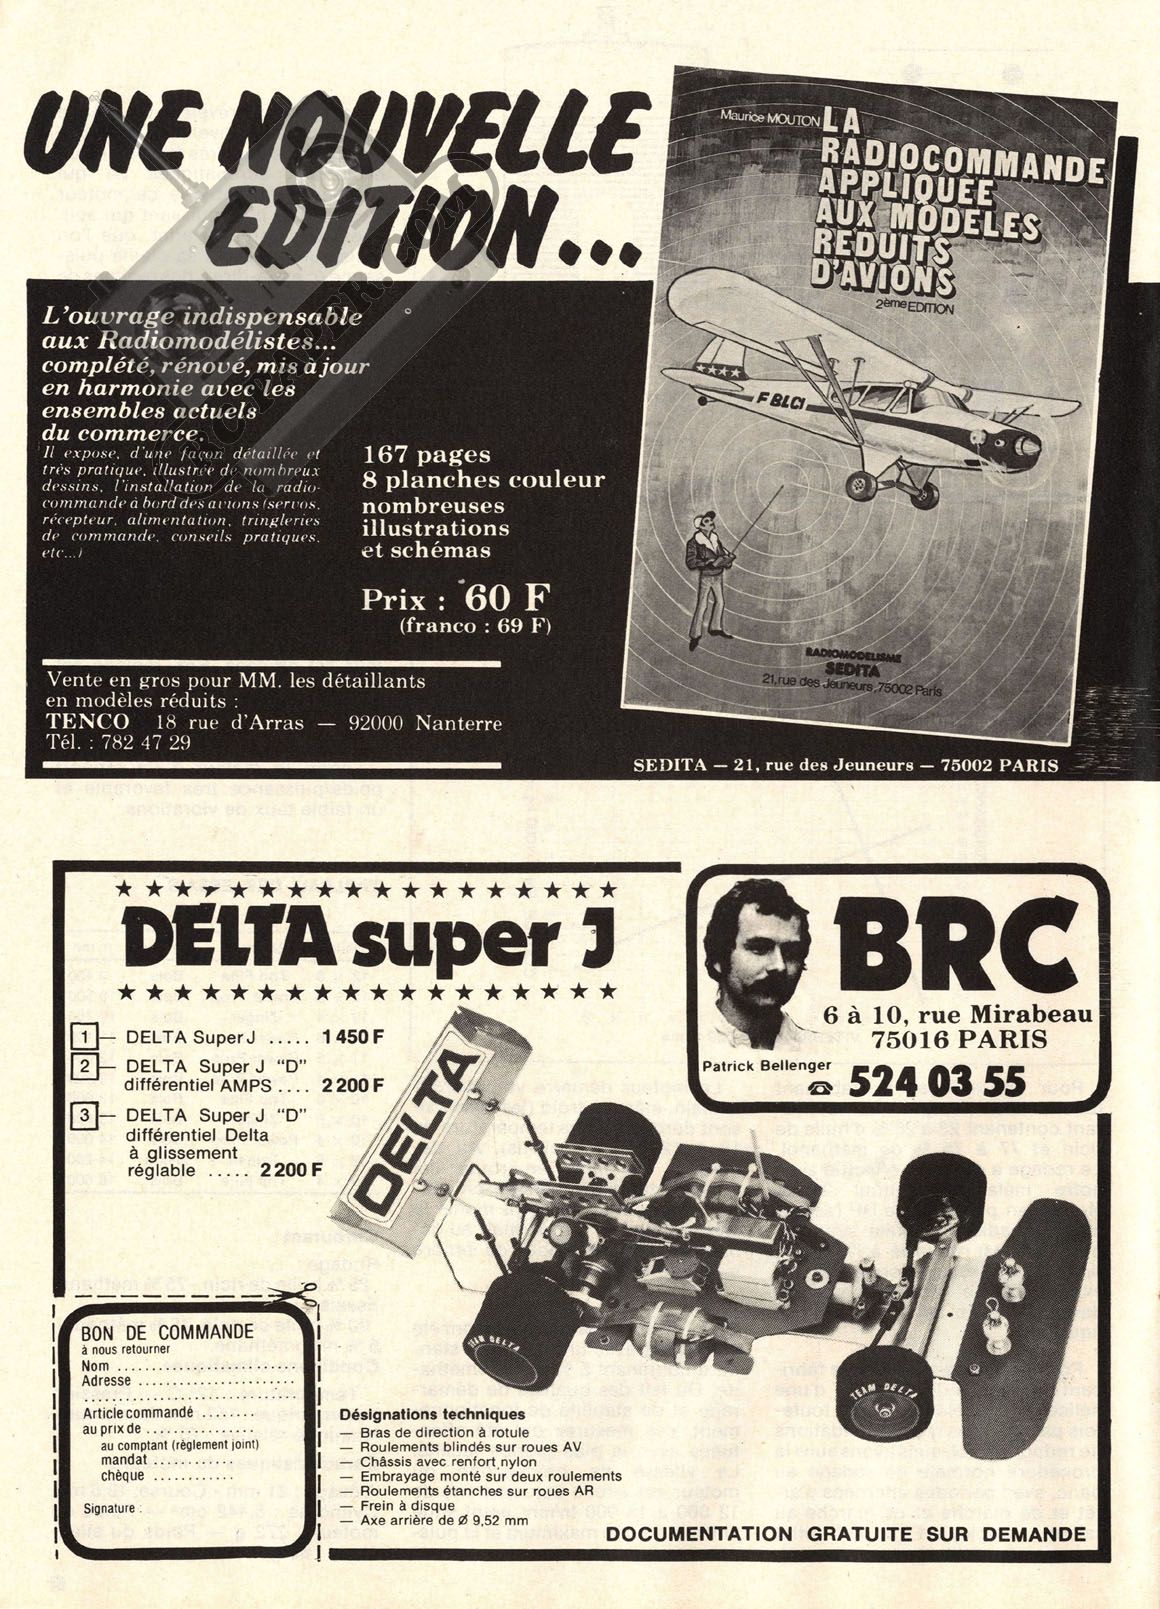 UNE NOUVELLE
EDITION...
L'ouvrage indispensable
aux Radiomodélistes...
complété, rénové, mis à jour
en harmonie avec les
ensembles actuels
du commerce.
Il expose, d'une façon détaillée et
très pratique, illustrée de nombreux
dessins, l'installation de la radio-
commande à bord des avions (servos,
récepteur, alimentation, tringleries
de commande, conseils pratiques,
etc...)
167 pages
8 planches couleur
nombreuses
illustrations
et schémas
Prix : 60 F
(franco : 69 F)
Vente en gros pour MM. les détaillants
en modèles réduits :
TENCO 18 rue d'Arras — 92000 Nanterre
Tél. : 782 47 29
Maurice MOUTON
LA
RADIOCOMMANDE
APPLIQUEE
AUX MODELES
REDUITS
D'AVIONS
2ème EDITION
F BLCI
RADIOMODELISME
SEDITA
21, rue des Jeuneurs, 75002 Paris
SEDITA — 21, rue des Jeuneurs — 75002 PARIS
DELTA super J
1 — DELTA Super J ..... 1 450 F
2 — DELTA Super J "D"
différentiel AMPS .... 2 200 F
3 — DELTA Super J "D"
différentiel Delta
à glissement
réglable ..... 2 200 F
BRC
6 à 10, rue Mirabeau
75016 PARIS
Patrick Bellenger
☎ 524 03 55
DELTA
TEAM DELTA
TEAM DELTA
BON DE COMMANDE
à nous retourner
Nom ..........................
Adresse ......................
..............................
Article commandé ........
au prix de ................
au comptant (règlement joint)
mandat ............
chèque ............
Signature :
Désignations techniques
— Bras de direction à rotule
— Roulements blindés sur roues AV
— Châssis avec renfort nylon
— Embrayage monté sur deux roulements
— Roulements étanches sur roues AR
— Frein à disque
— Axe arrière de Ø 9,52 mm
DOCUMENTATION GRATUITE SUR DEMANDE